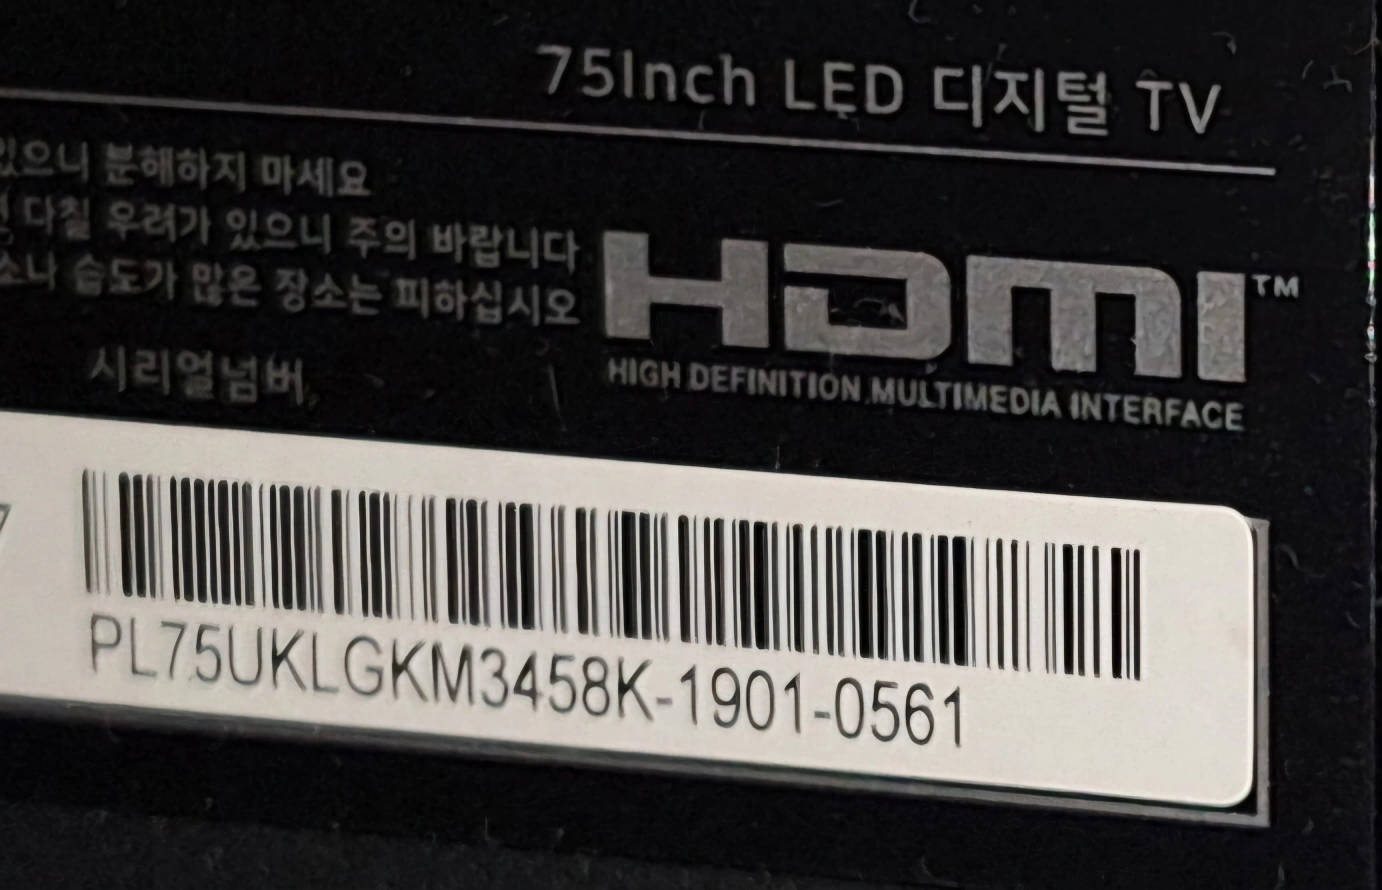 75Inch LED 디지털 TV
있으니 분해하지 마세요
다칠 우려가 있으니 주의 바랍니다
습도가 많은 장소는 피하십시오
HDMI™
HIGH DEFINITION MULTIMEDIA INTERFACE
시리얼넘버
PL75UKLGKM3458K-1901-0561